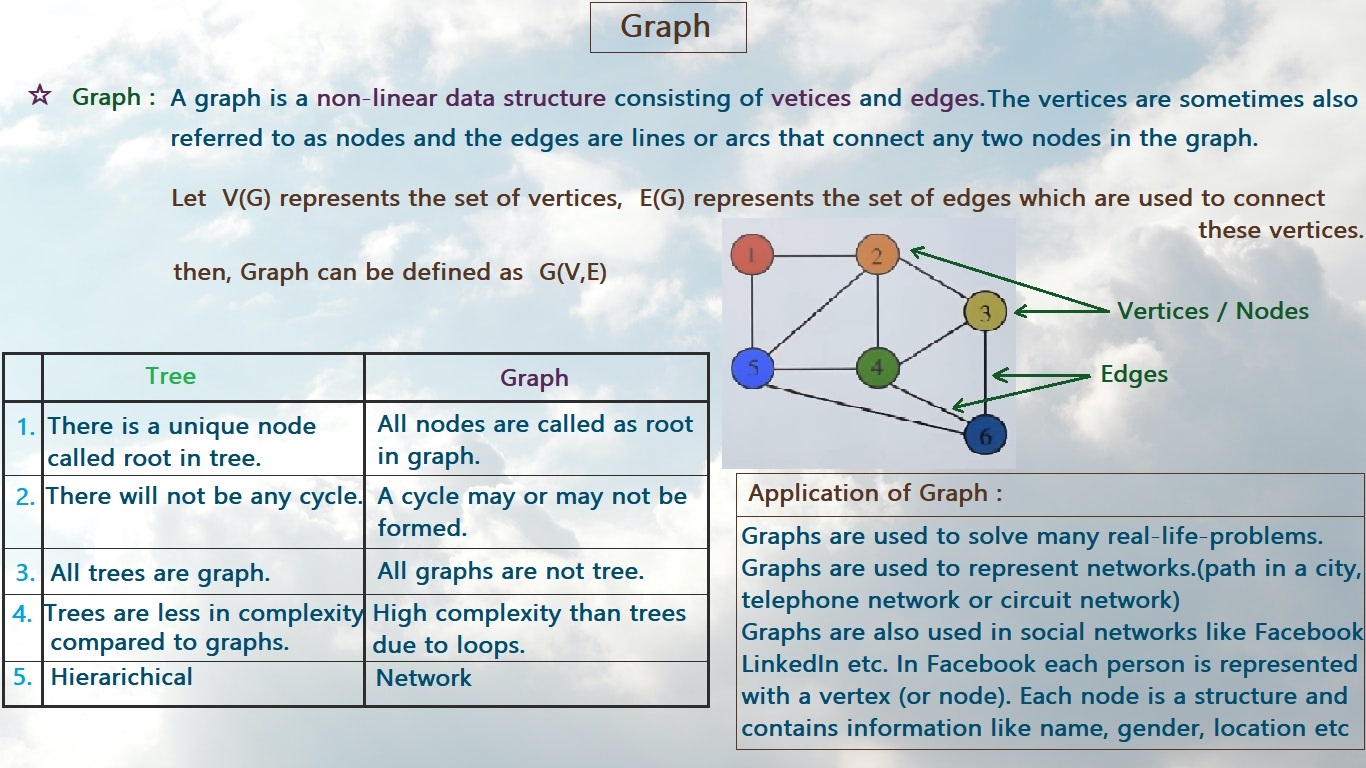 Graph
☆ Graph : A graph is a non-linear data structure consisting of vetices and edges.The vertices are sometimes also
referred to as nodes and the edges are lines or arcs that connect any two nodes in the graph.
Let V(G) represents the set of vertices, E(G) represents the set of edges which are used to connect
these vertices.
then, Graph can be defined as G(V,E)
1
2
3
5
4
6
Vertices / Nodes
Edges
Tree
Graph
1. There is a unique node
called root in tree.
All nodes are called as root
in graph.
2. There will not be any cycle.
A cycle may or may not be
formed.
3. All trees are graph.
All graphs are not tree.
4. Trees are less in complexity
compared to graphs.
High complexity than trees
due to loops.
5. Hierarichical
Network
Application of Graph :
Graphs are used to solve many real-life-problems.
Graphs are used to represent networks.(path in a city,
telephone network or circuit network)
Graphs are also used in social networks like Facebook
LinkedIn etc. In Facebook each person is represented
with a vertex (or node). Each node is a structure and
contains information like name, gender, location etc